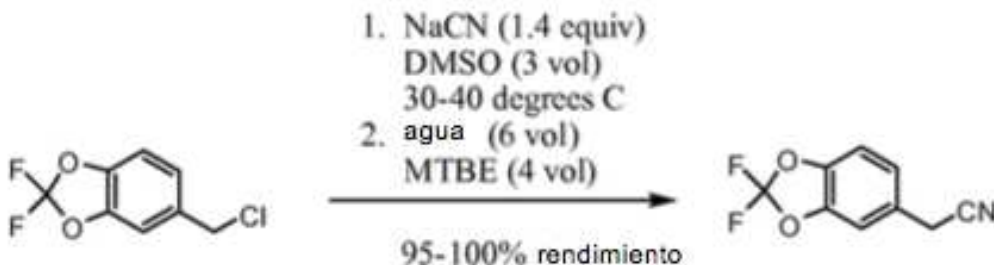 1. NaCN (1.4 equiv)
DMSO (3 vol)
30-40 degrees C
2. agua (6 vol)
MTBE (4 vol)
F
F
O
O
Cl
F
F
O
O
CN
95-100% rendimiento